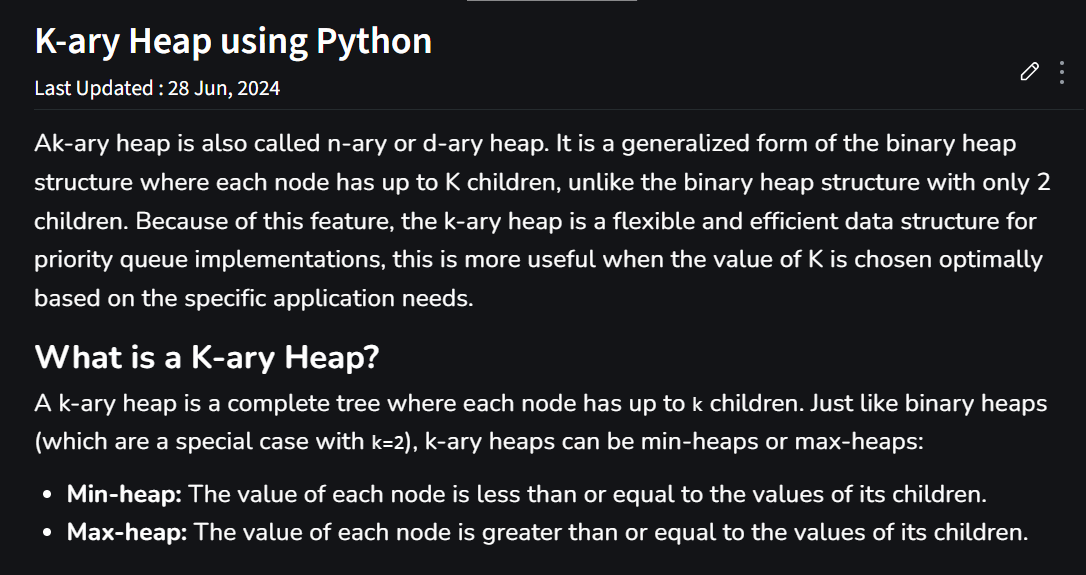 K-ary Heap using Python
Last Updated : 28 Jun, 2024
Ak-ary heap is also called n-ary or d-ary heap. It is a generalized form of the binary heap
structure where each node has up to K children, unlike the binary heap structure with only 2
children. Because of this feature, the k-ary heap is a flexible and efficient data structure for
priority queue implementations, this is more useful when the value of K is chosen optimally
based on the specific application needs.
What is a K-ary Heap?
A k-ary heap is a complete tree where each node has up to k children. Just like binary heaps
(which are a special case with k=2), k-ary heaps can be min-heaps or max-heaps:
• Min-heap: The value of each node is less than or equal to the values of its children.
• Max-heap: The value of each node is greater than or equal to the values of its children.